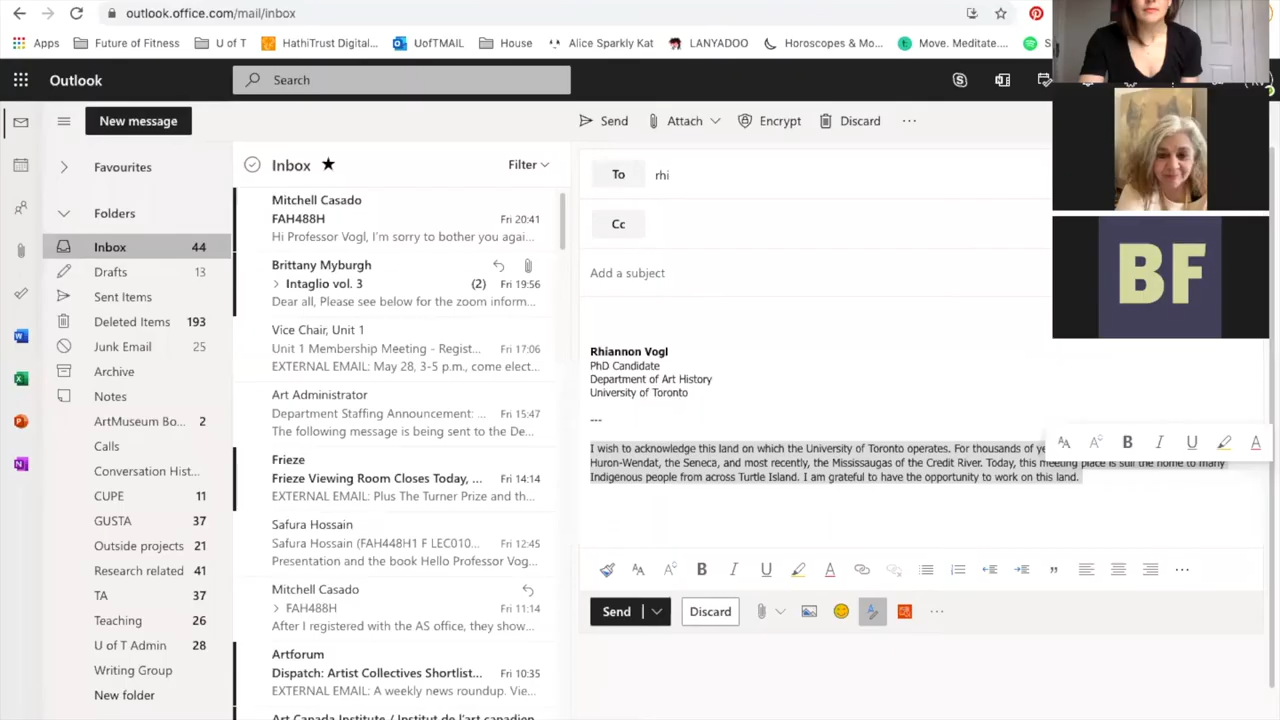 outlook.office.com/mail/inbox
Apps Future of Fitness U of T HathiTrust Digital... UofTMAIL House Alice Sparkly Kat LANYADOO Horoscopes & Mo... Move. Meditate....
Outlook
Search
New message
Send Attach Encrypt Discard ...
Favourites
Folders
Inbox 44
Drafts 13
Sent Items
Deleted Items 193
Junk Email 25
Archive
Notes
ArtMuseum Bo... 2
Calls
Conversation Hist...
CUPE 11
GUSTA 37
Outside projects 21
Research related 41
TA 37
Teaching 26
U of T Admin 28
Writing Group
New folder
Inbox ★ Filter
Mitchell Casado
FAH488H Fri 20:41
Hi Professor Vogl, I'm sorry to bother you agai...
Brittany Myburgh
Intaglio vol. 3 (2) Fri 19:56
Dear all, Please see below for the zoom inform...
Vice Chair, Unit 1
Unit 1 Membership Meeting - Regist... Fri 17:06
EXTERNAL EMAIL: May 28, 3-5 p.m., come elect...
Art Administrator
Department Staffing Announcement: ... Fri 15:47
The following message is being sent to the De...
Frieze
Frieze Viewing Room Closes Today, ... Fri 14:14
EXTERNAL EMAIL: Plus The Turner Prize and th...
Safura Hossain
Safura Hossain (FAH448H1 F LEC010... Fri 12:45
Presentation and the book Hello Professor Vog...
Mitchell Casado
FAH488H Fri 11:14
After I registered with the AS office, they show...
Artforum
Dispatch: Artist Collectives Shortlist... Fri 10:35
EXTERNAL EMAIL: A weekly news roundup. Vie...
Art Canada Institute / Institut de l'art canadien
To rhi
Cc
Add a subject
Rhiannon Vogl
PhD Candidate
Department of Art History
University of Toronto
---
I wish to acknowledge this land on which the University of Toronto operates. For thousands of
Huron-Wendat, the Seneca, and most recently, the Mississaugas of the Credit River. Today, this meeting place is still the home to many
Indigenous people from across Turtle Island. I am grateful to have the opportunity to work on this land.
Send Discard
BF